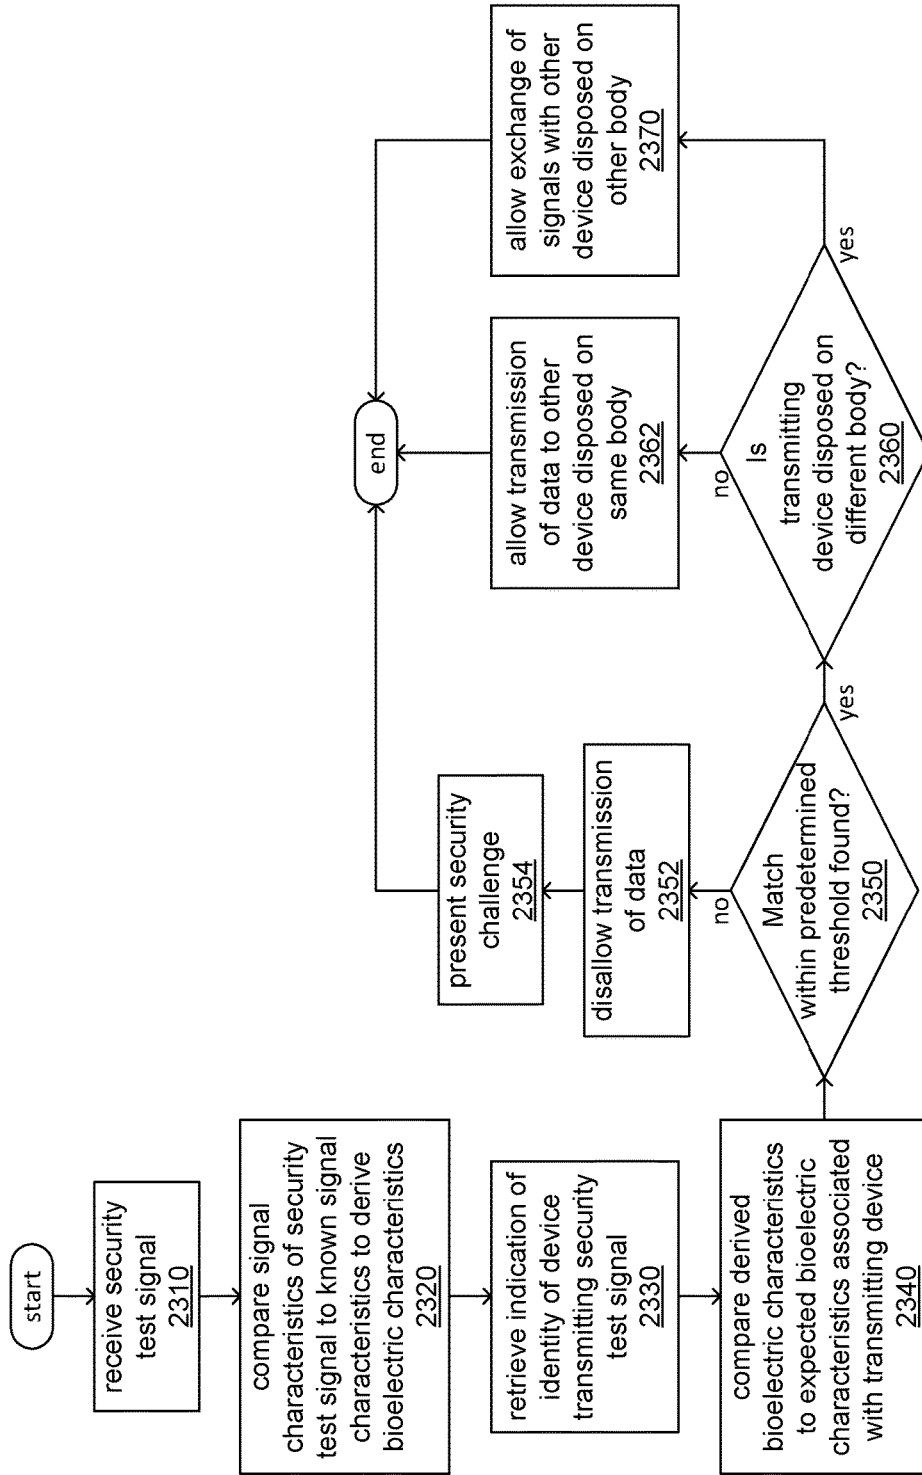 start
receive security
test signal
2310
compare signal
characteristics of security
test signal to known signal
characteristics to derive
bioelectric characteristics
2320
retrieve indication of
identity of device
transmitting security
test signal
2330
compare derived
bioelectric characteristics
to expected bioelectric
characteristics associated
with transmitting device
2340
Match
within predetermined
threshold found?
2350
no
yes
disallow transmission
of data
2352
present security
challenge
2354
Is
transmitting
device disposed on
different body?
2360
no
yes
allow transmission
of data to other
device disposed on
same body
2362
allow exchange of
signals with other
device disposed on
other body
2370
end